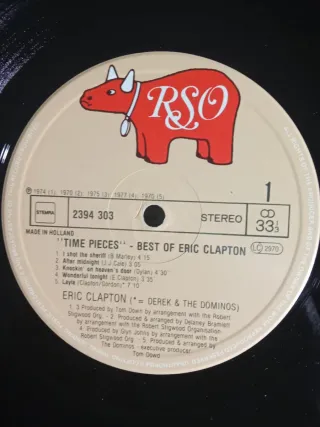 RSO
℗ 1974 (1), 1970 (2), 1975 (3), 1977 (4), 1970 (5)
1
STEMRA
2394 303
STEREO
33⅓
MADE IN HOLLAND
"TIME PIECES" - BEST OF ERIC CLAPTON
LC 2970
1. I shot the sheriff (B.Marley) 4'15
2. After midnight (J.J.Cale) 3'15
3. Knockin' on heaven's door (Dylan) 4'30"
4. Wonderful tonight (E.Clapton) 3'35
5. Layla (Clapton/Gordon)* 7'10
ERIC CLAPTON (* = DEREK & THE DOMINOS)
1. 3 Produced by Tom Dowd by arrangement with the Robert
Stigwood Org. - 2. Produced & arranged by Delaney Bramlett
by arrangement with the Robert Stigwood Organisation
4. Produced by Glyn Johns by arrangement with the
Robert Stigwood Org. 5. Produced & arranged by
The Dominos - executive producer,
Tom Dowd